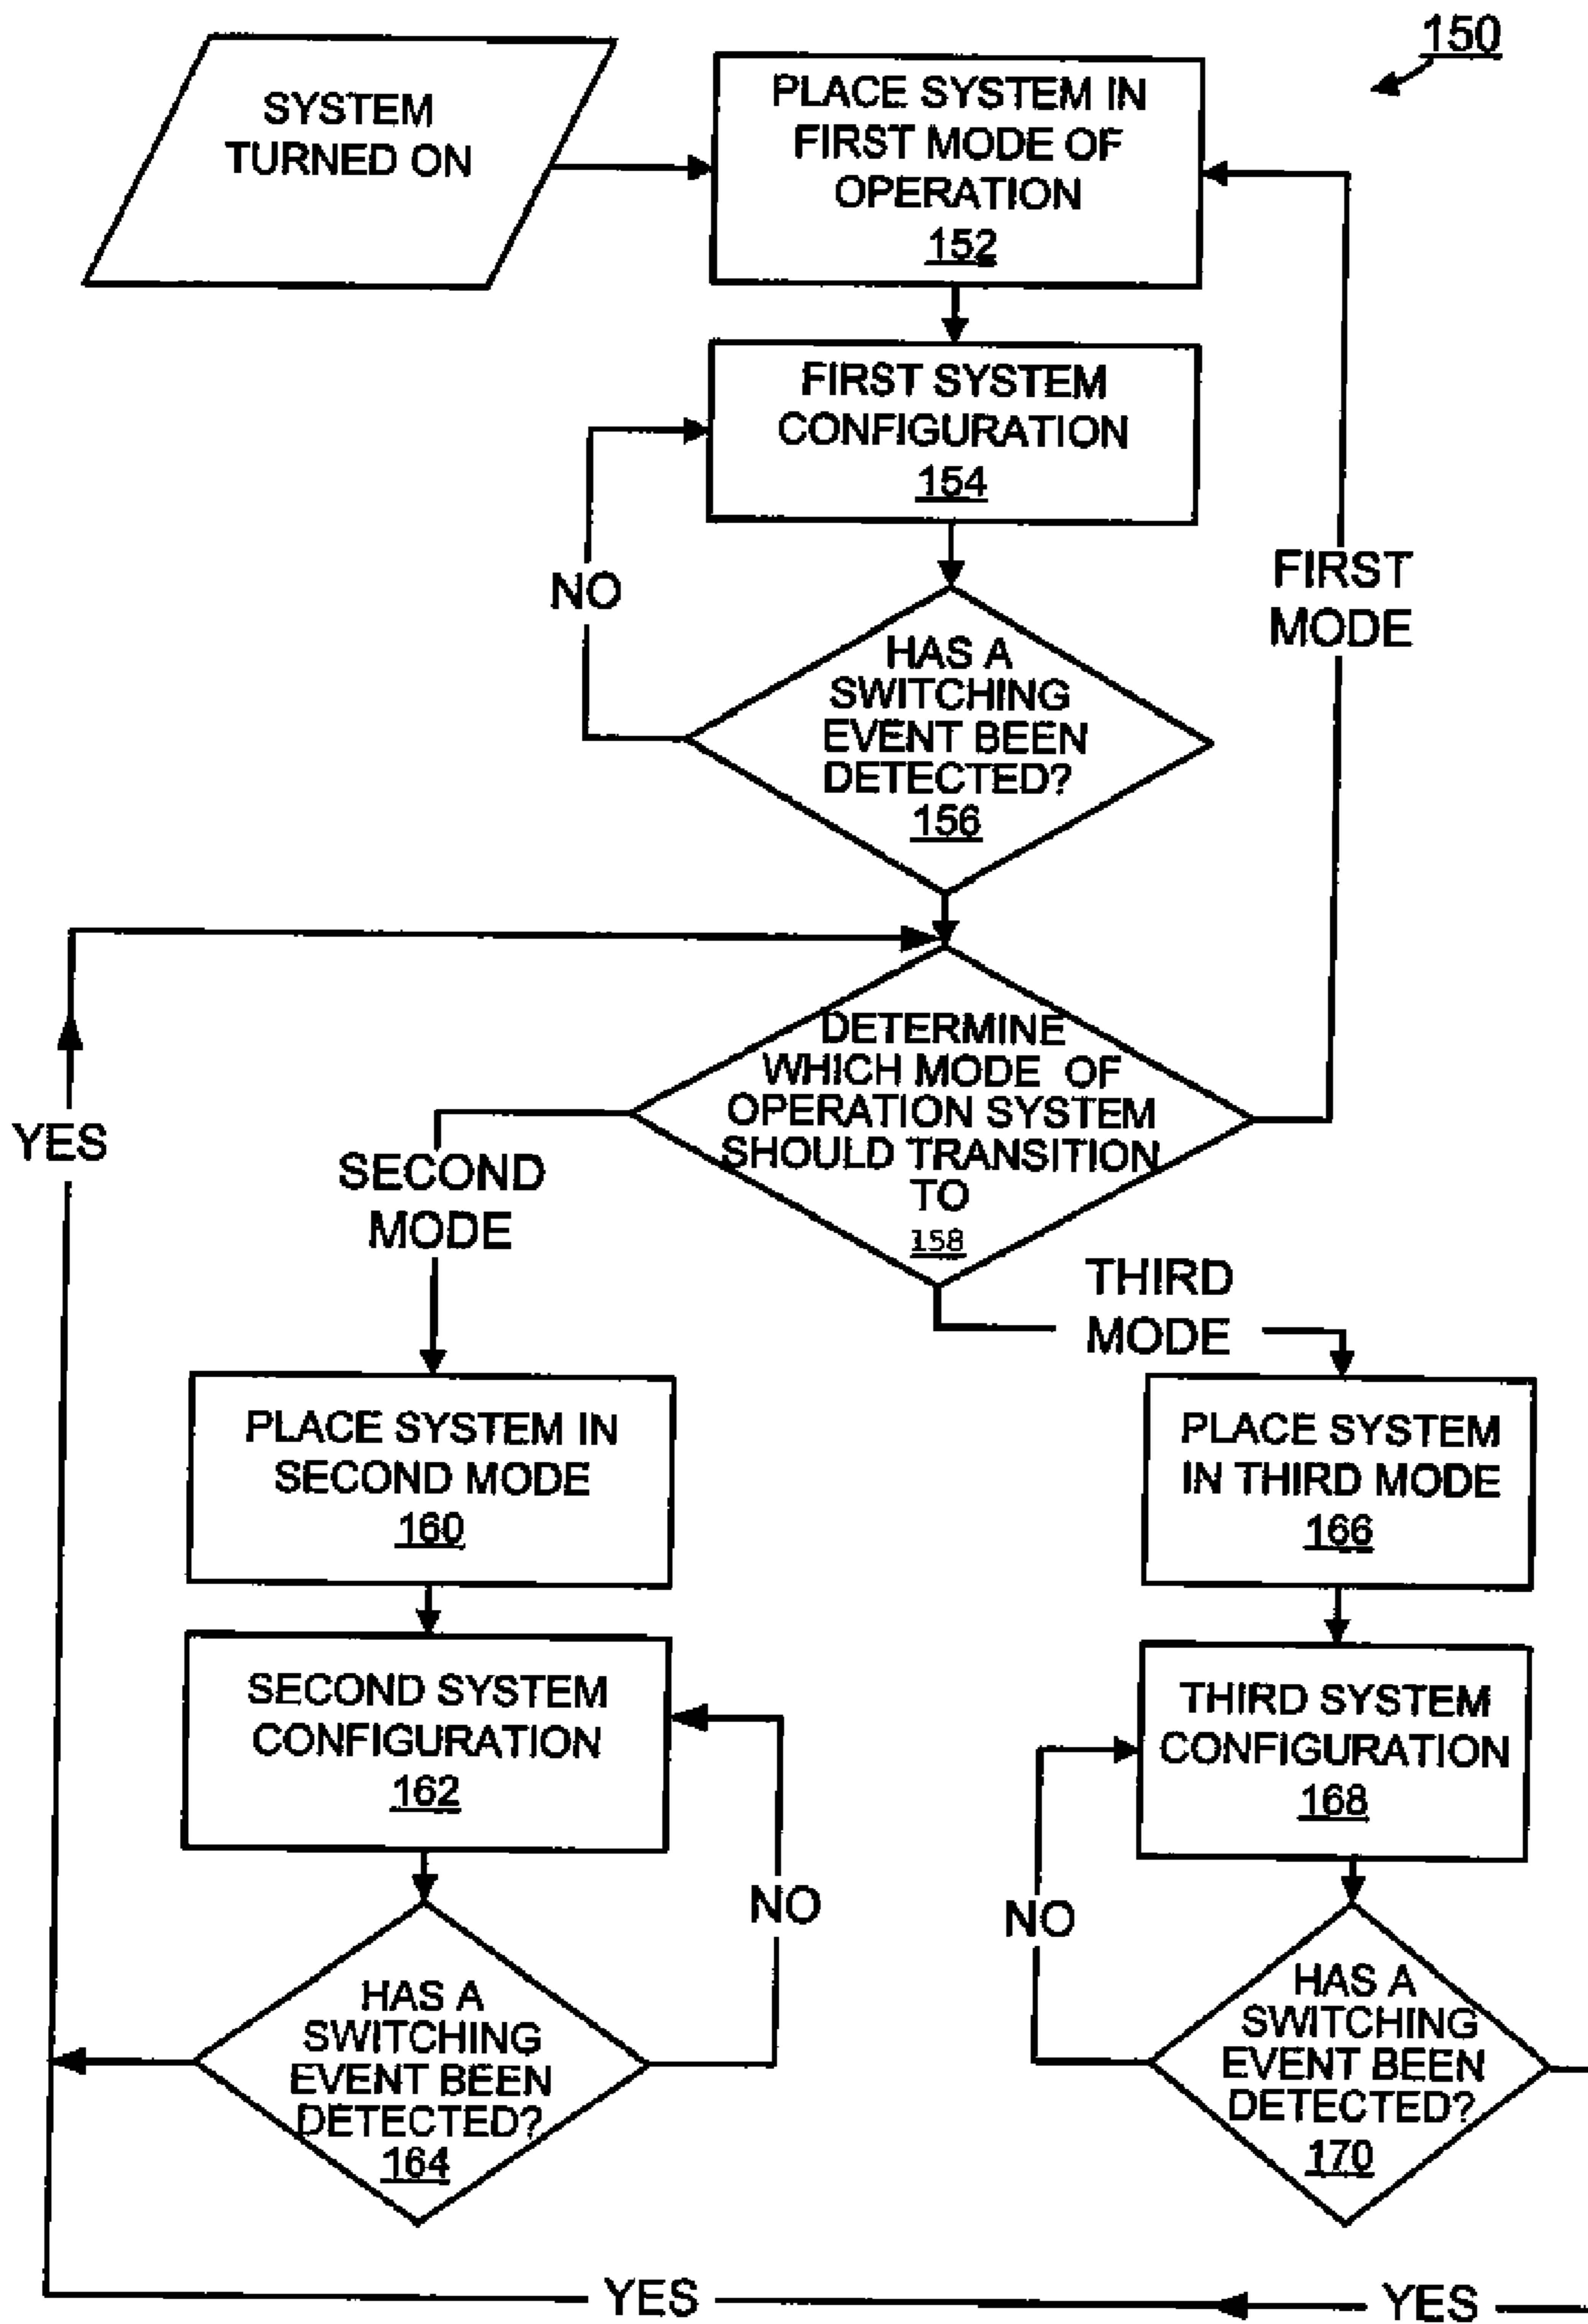 150
SYSTEM
TURNED ON
PLACE SYSTEM IN
FIRST MODE OF
OPERATION
152
FIRST SYSTEM
CONFIGURATION
154
NO
FIRST
MODE
HAS A
SWITCHING
EVENT BEEN
DETECTED?
156
DETERMINE
WHICH MODE OF
OPERATION SYSTEM
SHOULD TRANSITION
TO
158
YES
SECOND
MODE
THIRD
MODE
PLACE SYSTEM IN
SECOND MODE
160
PLACE SYSTEM
IN THIRD MODE
166
SECOND SYSTEM
CONFIGURATION
162
THIRD SYSTEM
CONFIGURATION
168
NO
NO
HAS A
SWITCHING
EVENT BEEN
DETECTED?
164
HAS A
SWITCHING
EVENT BEEN
DETECTED?
170
YES
YES